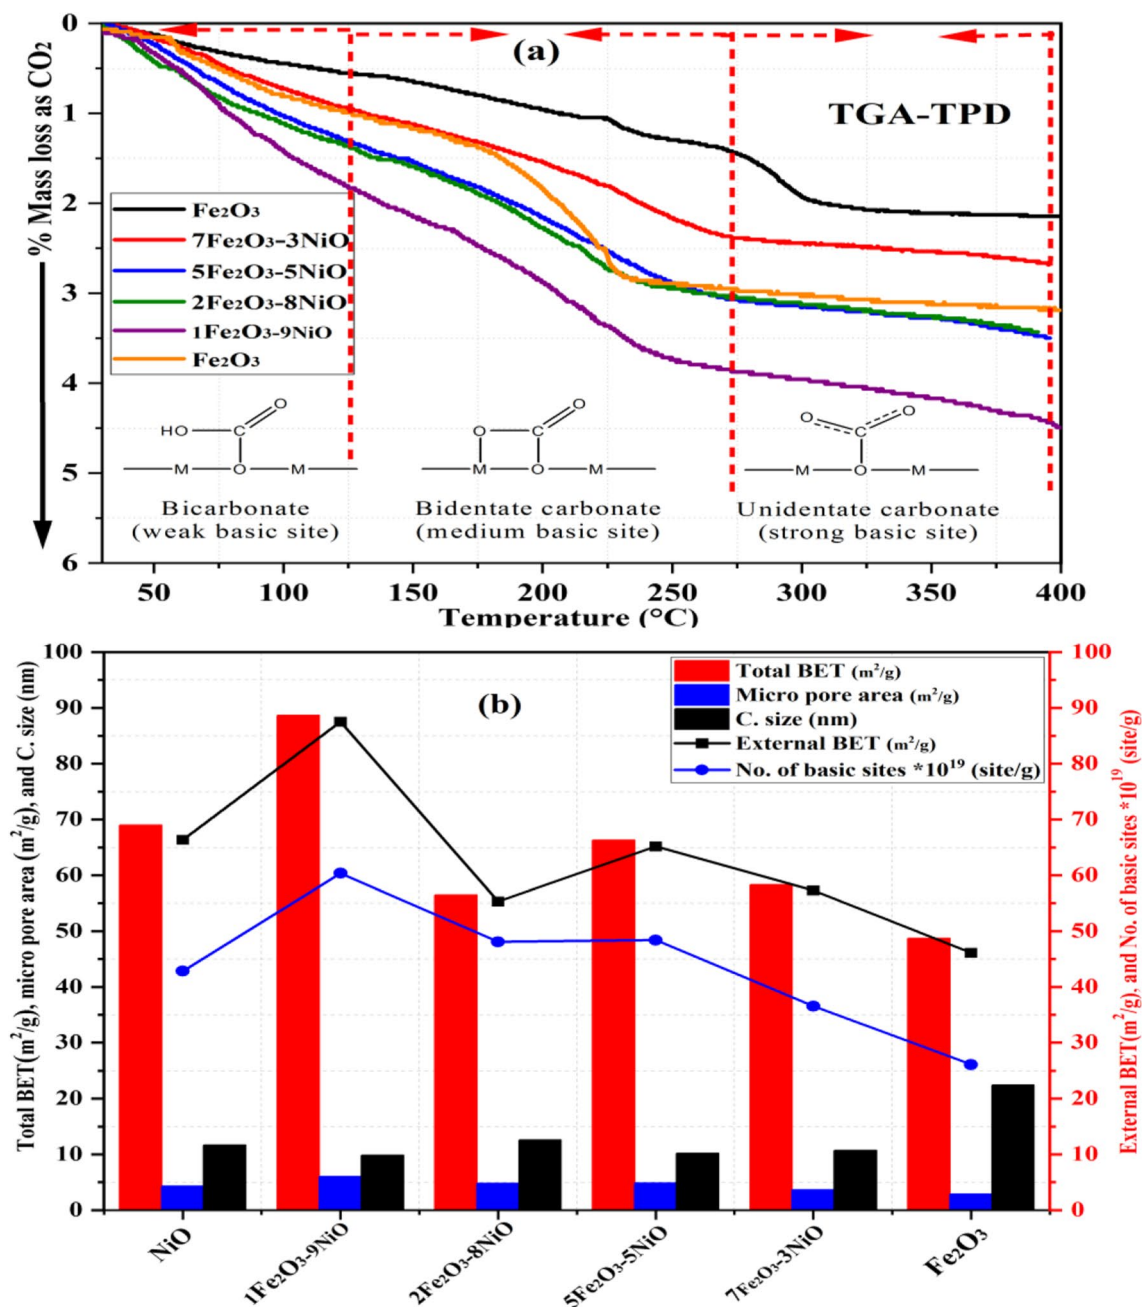 0
1
2
3
4
5
6
% Mass loss as CO₂
(a)
TGA-TPD
Fe₂O₃
7Fe₂O₃-3NiO
5Fe₂O₃-5NiO
2Fe₂O₃-8NiO
1Fe₂O₃-9NiO
Fe₂O₃
HO C O
M O M
O C O
M O M
O C O
M O M
Bicarbonate
(weak basic site)
Bidentate carbonate
(medium basic site)
Unidentate carbonate
(strong basic site)
50 100 150 200 250 300 350 400
Temperature (°C)
Total BET(m²/g), micro pore area (m²/g), and C. size (nm)
100
90
80
70
60
50
40
30
20
10
0
(b)
Total BET (m²/g)
Micro pore area (m²/g)
C. size (nm)
External BET (m²/g)
No. of basic sites *10¹⁹ (site/g)
100
90
80
70
60
50
40
30
20
10
0
External BET(m²/g), and No. of basic sites *10¹⁹ (site/g)
NiO
1Fe₂O₃-9NiO
2Fe₂O₃-8NiO
5Fe₂O₃-5NiO
7Fe₂O₃-3NiO
Fe₂O₃